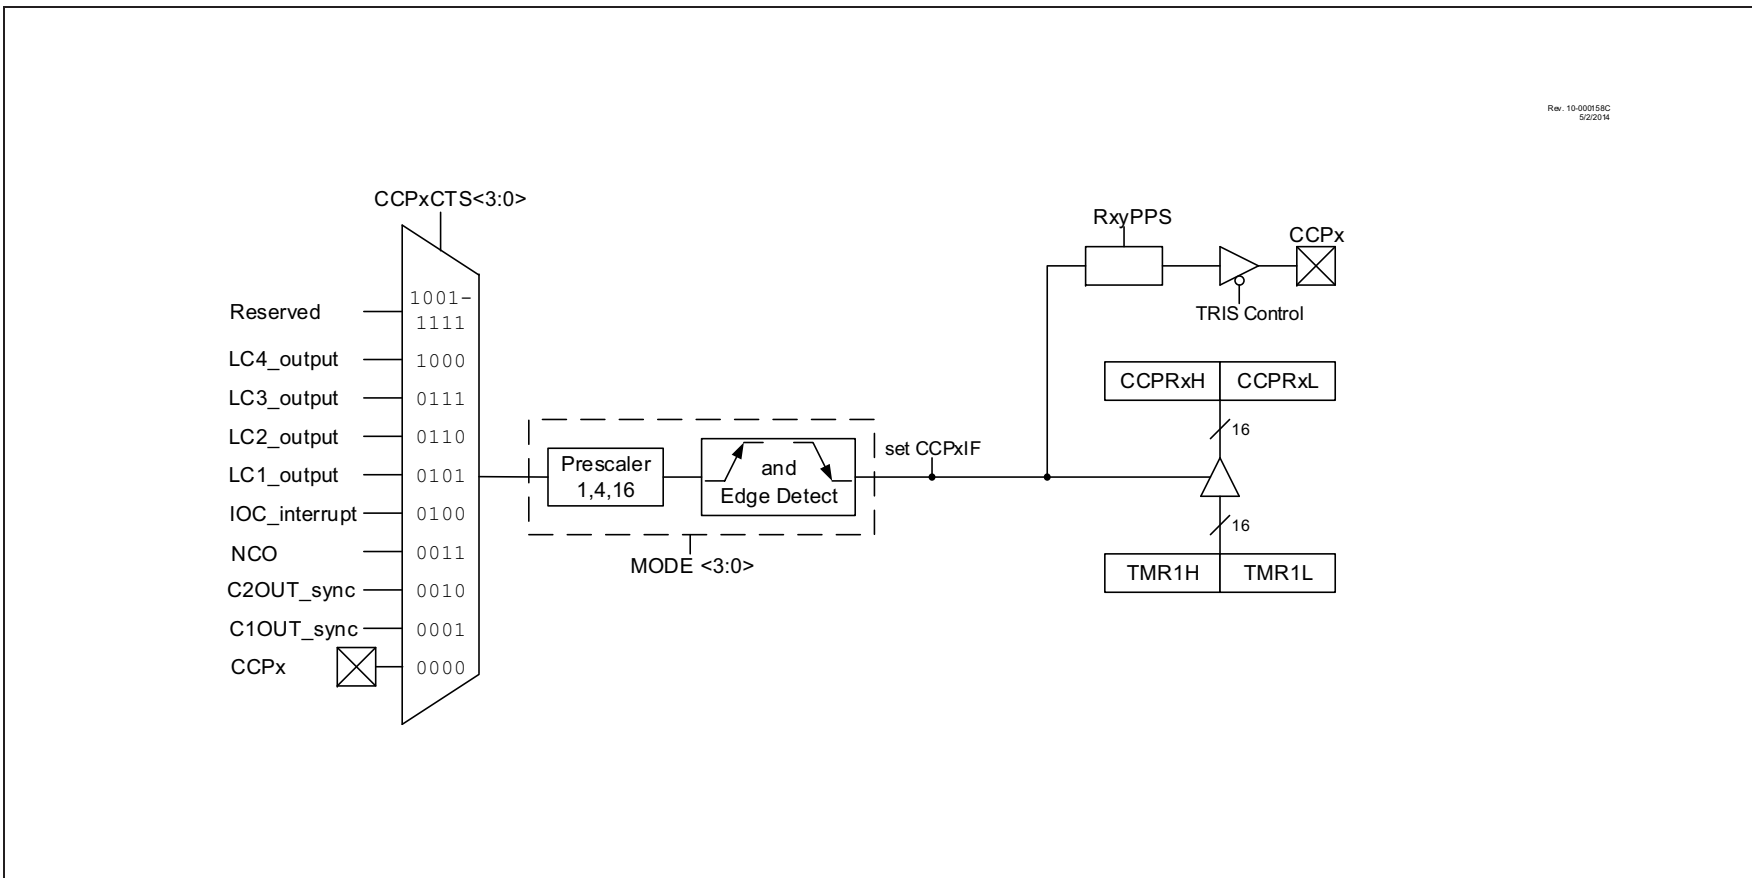 Rev. 10-000158C
5/2/2014
CCPxCTS<3:0>
RxyPPS
CCPx
TRIS Control
Reserved
1001-
1111
LC4_output
1000
LC3_output
0111
LC2_output
0110
LC1_output
0101
IOC_interrupt
0100
NCO
0011
C2OUT_sync
0010
C1OUT_sync
0001
CCPx
0000
Prescaler
1,4,16
and
Edge Detect
MODE <3:0>
set CCPxIF
CCPRxH
CCPRxL
16
16
TMR1H
TMR1L